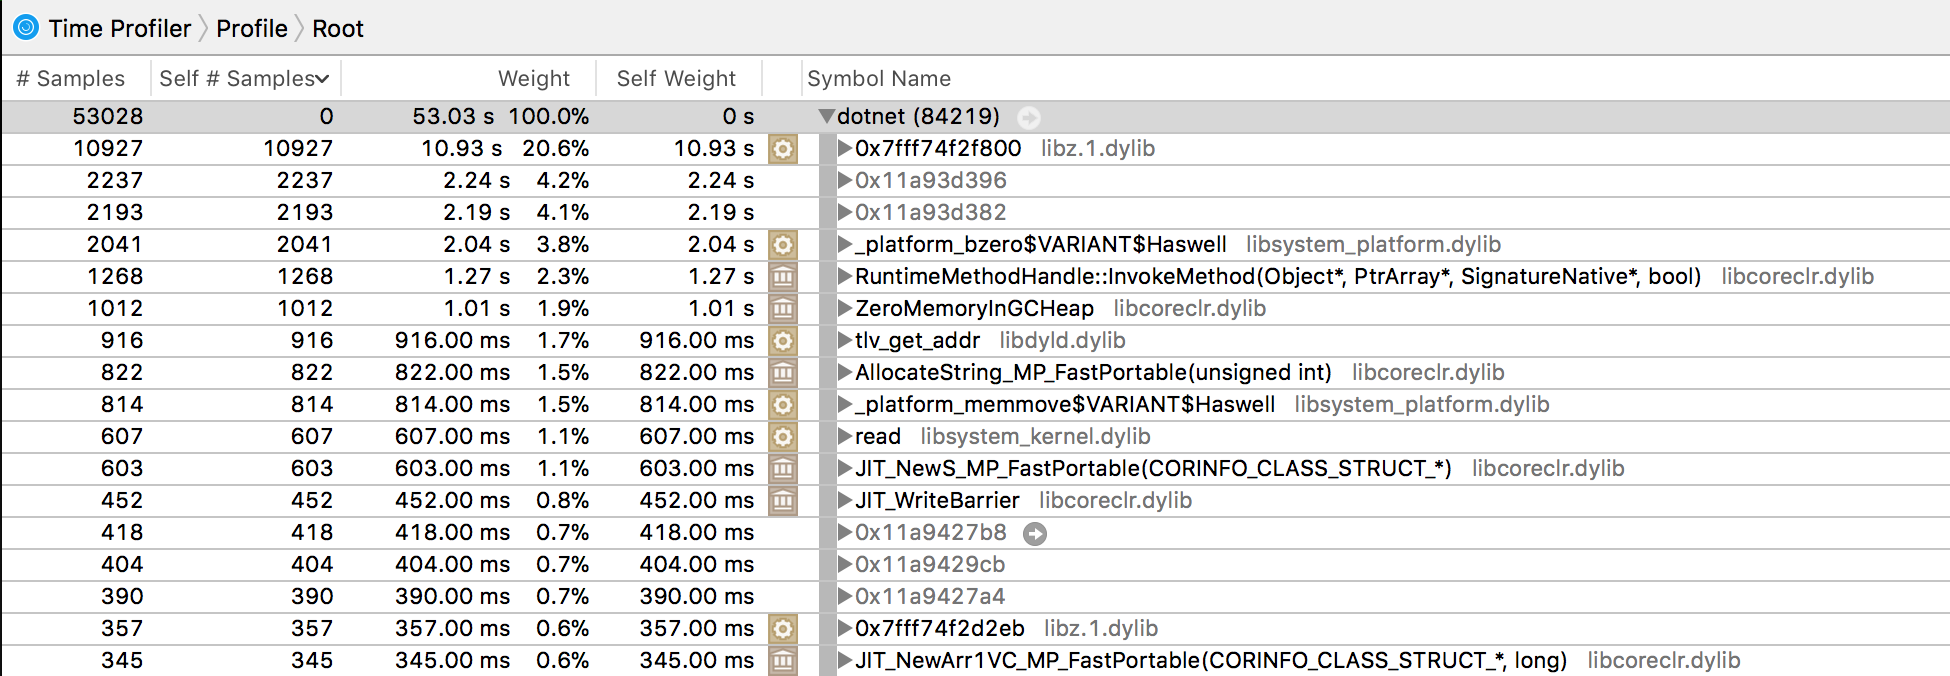 Time Profiler Profile Root
# Samples Self # Samples Weight Self Weight Symbol Name
53028 0 53.03 s 100.0% 0 s dotnet (84219)
10927 10927 10.93 s 20.6% 10.93 s 0x7fff74f2f800 libz.1.dylib
2237 2237 2.24 s 4.2% 2.24 s 0x11a93d396
2193 2193 2.19 s 4.1% 2.19 s 0x11a93d382
2041 2041 2.04 s 3.8% 2.04 s _platform_bzero$VARIANT$Haswell libsystem_platform.dylib
1268 1268 1.27 s 2.3% 1.27 s RuntimeMethodHandle::InvokeMethod(Object*, PtrArray*, SignatureNative*, bool) libcoreclr.dylib
1012 1012 1.01 s 1.9% 1.01 s ZeroMemoryInGCHeap libcoreclr.dylib
916 916 916.00 ms 1.7% 916.00 ms tlv_get_addr libdyld.dylib
822 822 822.00 ms 1.5% 822.00 ms AllocateString_MP_FastPortable(unsigned int) libcoreclr.dylib
814 814 814.00 ms 1.5% 814.00 ms _platform_memmove$VARIANT$Haswell libsystem_platform.dylib
607 607 607.00 ms 1.1% 607.00 ms read libsystem_kernel.dylib
603 603 603.00 ms 1.1% 603.00 ms JIT_NewS_MP_FastPortable(CORINFO_CLASS_STRUCT_*) libcoreclr.dylib
452 452 452.00 ms 0.8% 452.00 ms JIT_WriteBarrier libcoreclr.dylib
418 418 418.00 ms 0.7% 418.00 ms 0x11a9427b8
404 404 404.00 ms 0.7% 404.00 ms 0x11a9429cb
390 390 390.00 ms 0.7% 390.00 ms 0x11a9427a4
357 357 357.00 ms 0.6% 357.00 ms 0x7fff74f2d2eb libz.1.dylib
345 345 345.00 ms 0.6% 345.00 ms JIT_NewArr1VC_MP_FastPortable(CORINFO_CLASS_STRUCT_*, long) libcoreclr.dylib